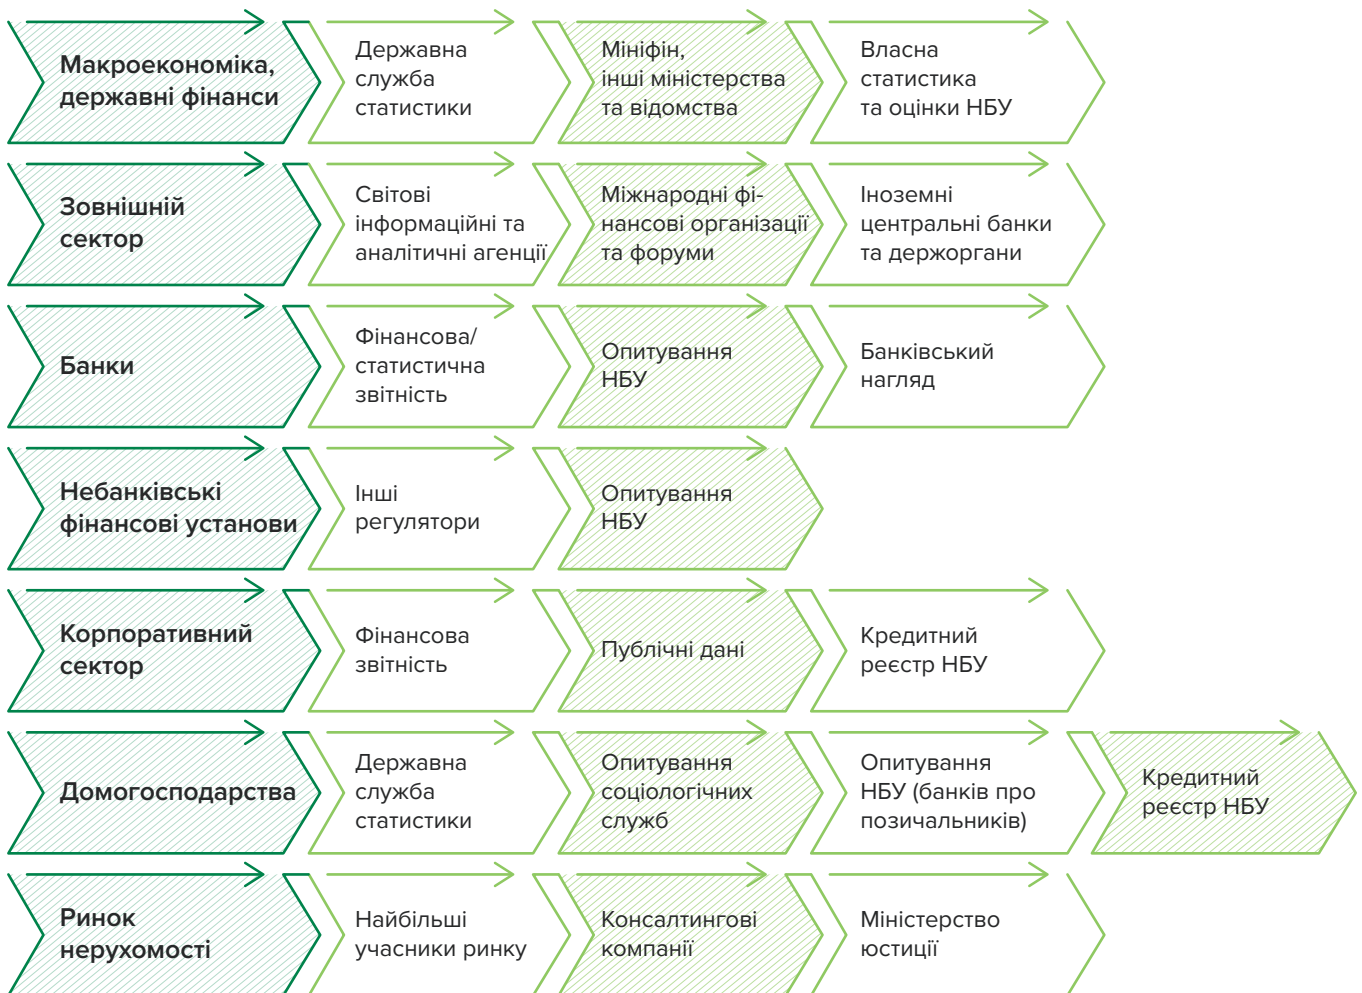 Макроекономіка,
державні фінанси
Державна
служба
статистики
Мініфін,
інші міністерства
та відомства
Власна
статистика
та оцінки НБУ
Зовнішній
сектор
Світові
інформаційні та
аналітичні агенції
Міжнародні фі-
нансові організації
та форуми
Іноземні
центральні банки
та держоргани
Банки
Фінансова/
статистична
звітність
Опитування
НБУ
Банківський
нагляд
Небанківські
фінансові установи
Інші
регулятори
Опитування
НБУ
Корпоративний
сектор
Фінансова
звітність
Публічні дані
Кредитний
реєстр НБУ
Домогосподарства
Державна
служба
статистики
Опитування
соціологічних
служб
Опитування
НБУ (банків про
позичальників)
Кредитний
реєстр НБУ
Ринок
нерухомості
Найбільші
учасники ринку
Консалтингові
компанії
Міністерство
юстиції